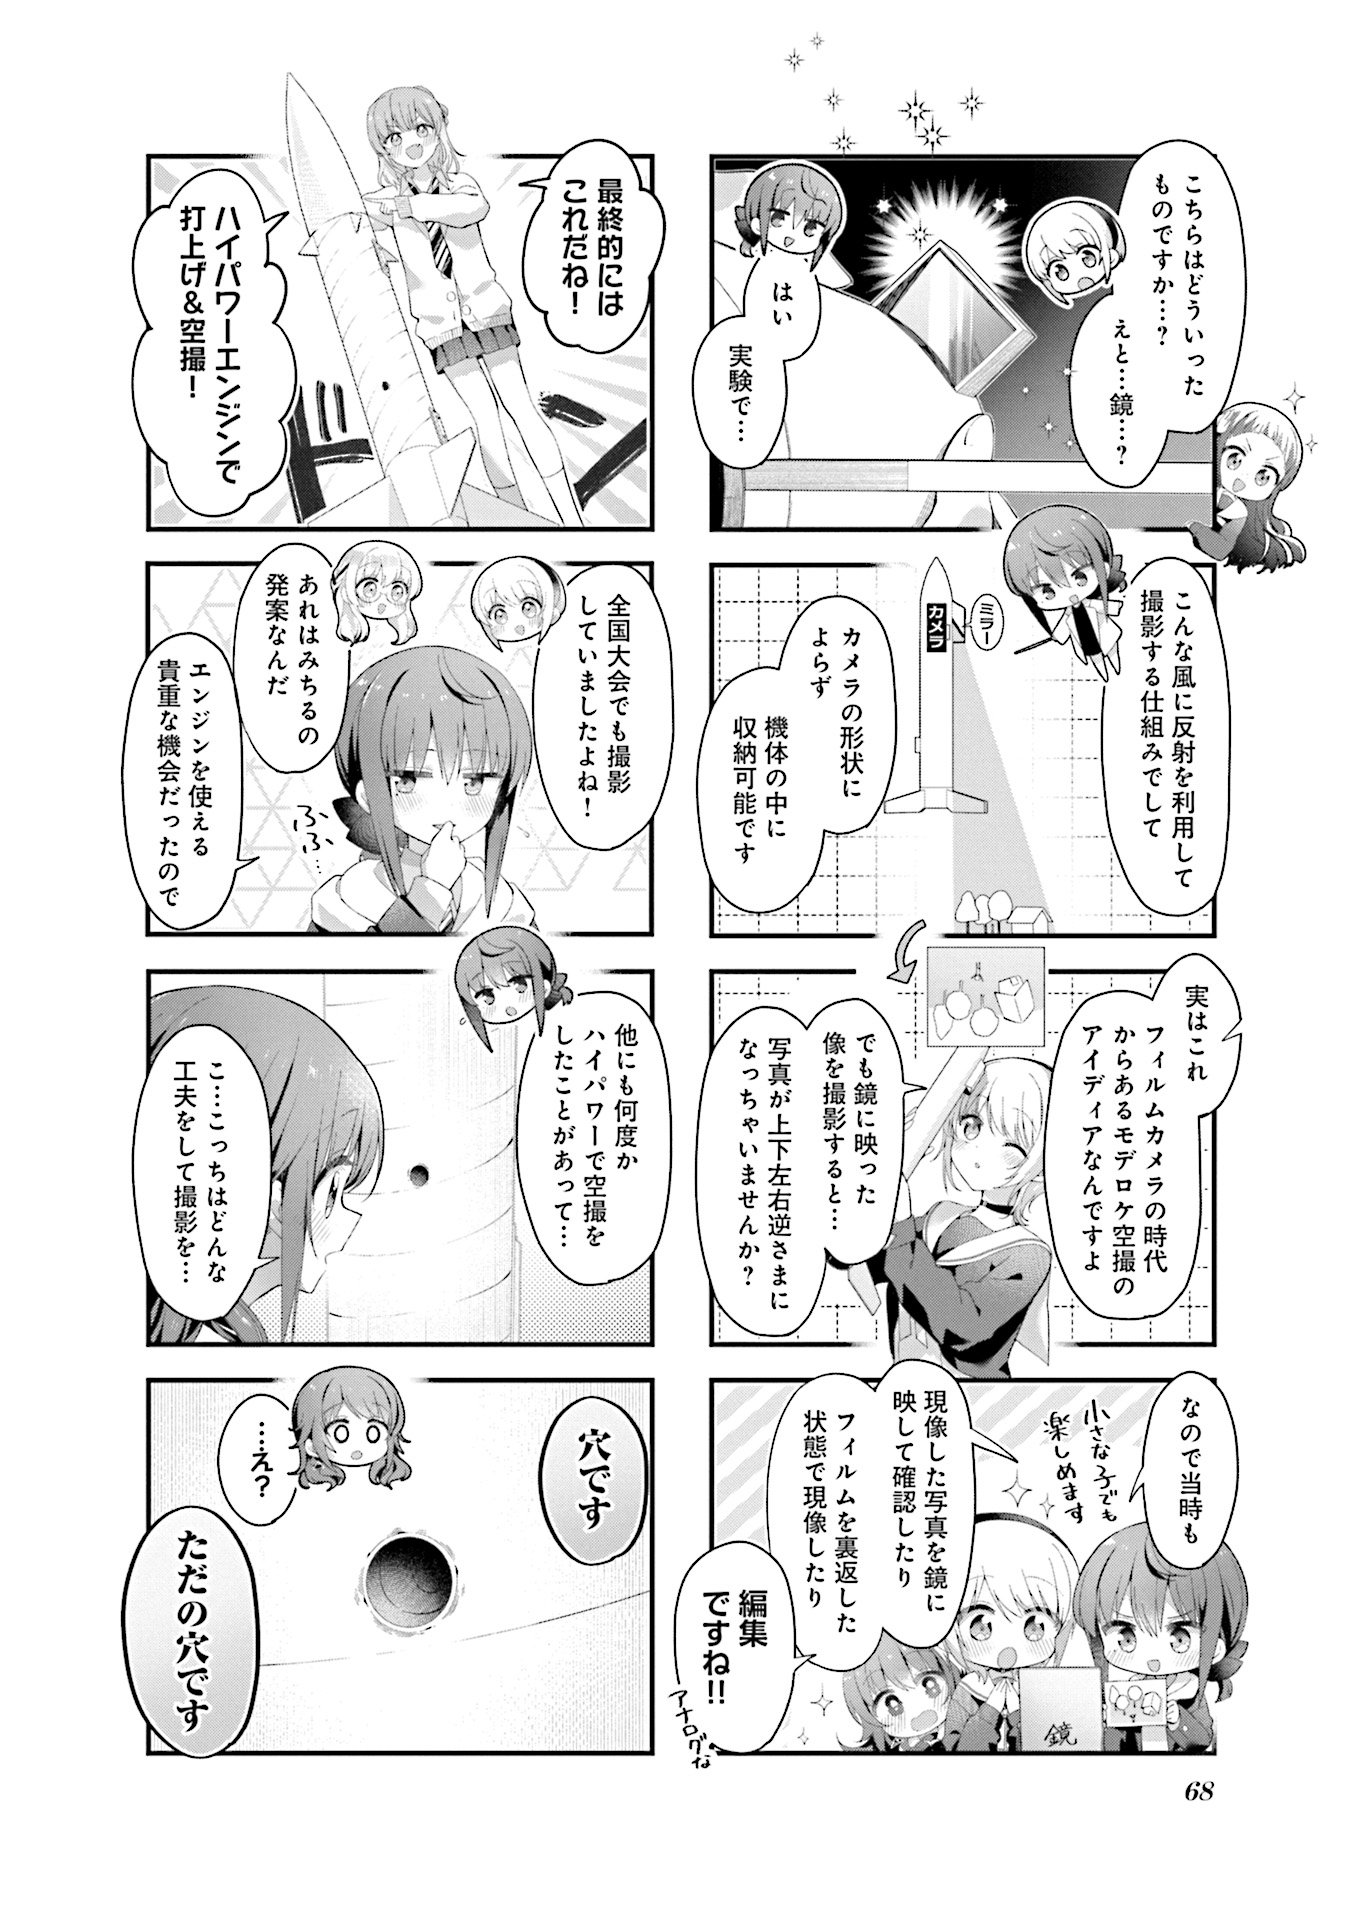 こちらはどういった
ものですか…?
えと…鏡…?
はい
実験で…
こんな風に反射を利用して
撮影する仕組みでして
ミラー
カメラ
カメラの形状に
よらず
機体の中に
収納可能です
実はこれ
フィルムカメラの時代
からあるモデロケ空撮の
アイディアなんですよ
でも鏡に映った
像を撮影すると…
写真が上下左右逆さまに
なっちゃいませんか?
なので当時も
小さな子でも
楽しめます
現像した写真を鏡に
映して確認したり
フィルムを裏返した
状態で現像したり
鏡
編集
ですね!!
アナログな
最終的には
これだね!
ハイパワーエンジンで
打上げ&空撮!
ドーン
全国大会でも撮影
していましたよね!
あれはみちるの
発案なんだ
ふふ…
エンジンを使える
貴重な機会だったので
他にも何度か
ハイパワーで空撮を
したことがあって…
こ…こっちはどんな
工夫をして撮影を…
穴です
…え?
ただの穴です
68